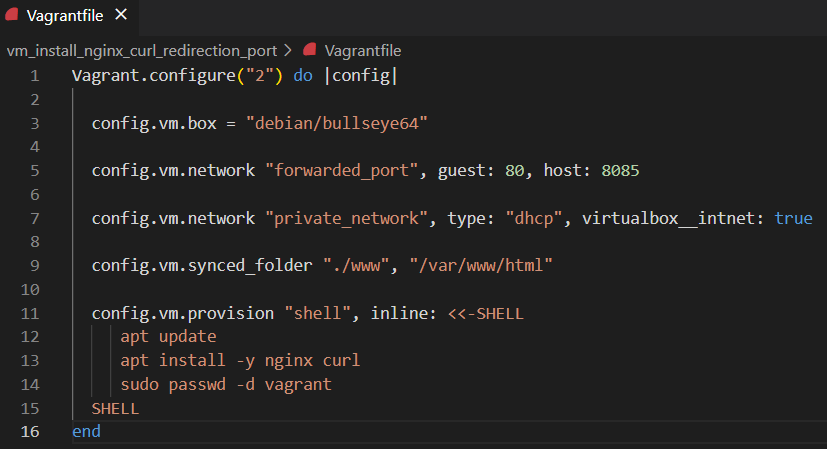 Vagrantfile ×
vm_install_nginx_curl_redirection_port > Vagrantfile
1 Vagrant.configure("2") do |config|
2
3 config.vm.box = "debian/bullseye64"
4
5 config.vm.network "forwarded_port", guest: 80, host: 8085
6
7 config.vm.network "private_network", type: "dhcp", virtualbox__intnet: true
8
9 config.vm.synced_folder "./www", "/var/www/html"
10
11 config.vm.provision "shell", inline: <<-SHELL
12 apt update
13 apt install -y nginx curl
14 sudo passwd -d vagrant
15 SHELL
16 end